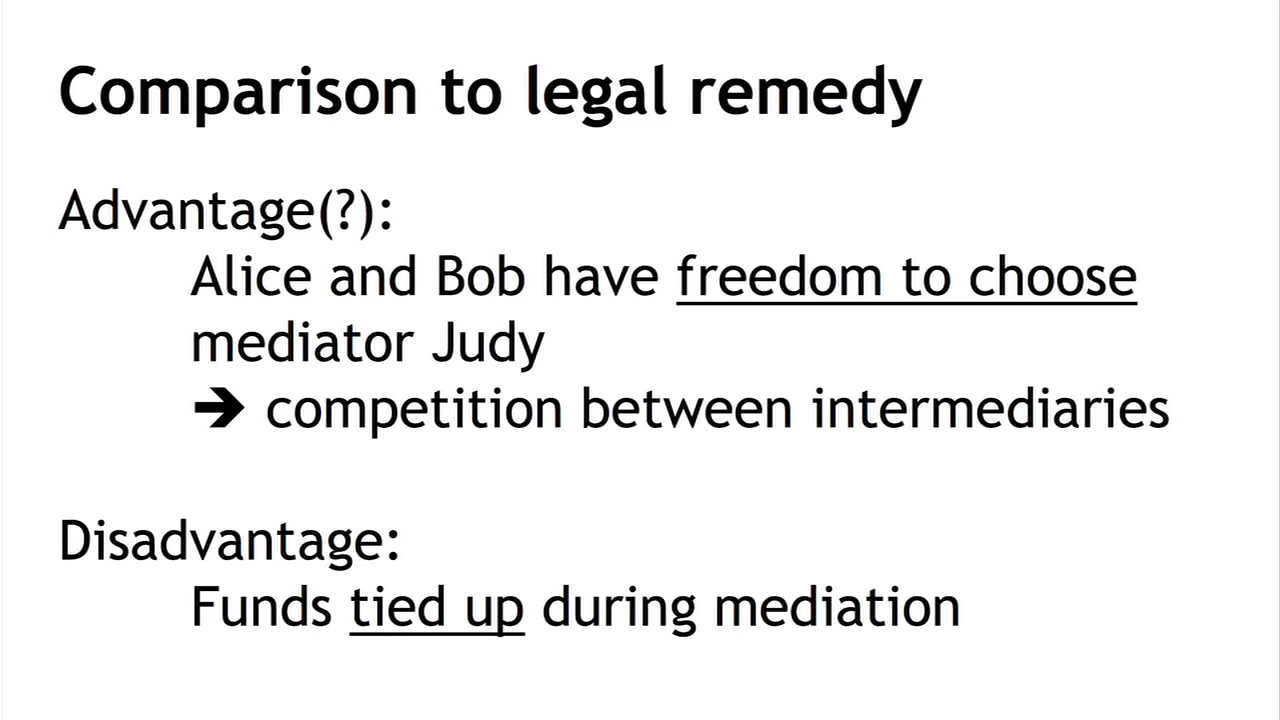 Comparison to legal remedy
Advantage(?):
Alice and Bob have freedom to choose
mediator Judy
➔ competition between intermediaries
Disadvantage:
Funds tied up during mediation